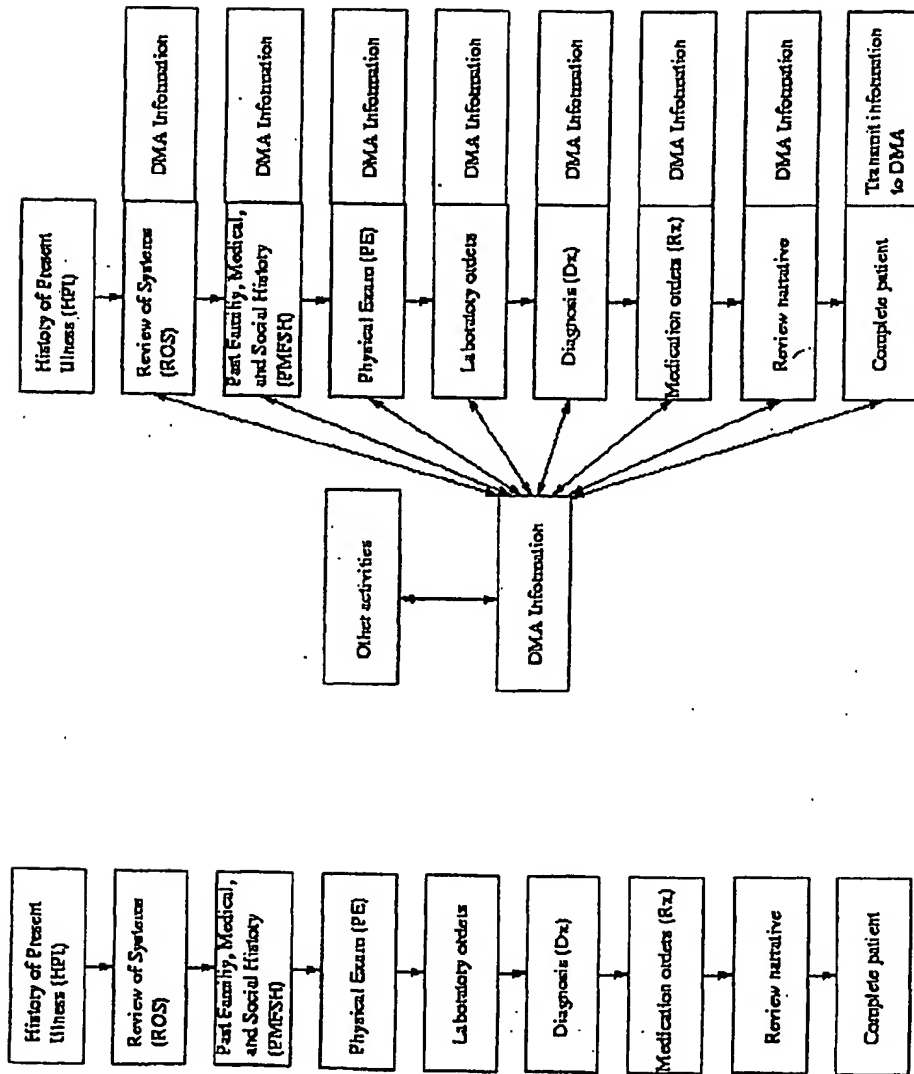 History of Present
Illness (HPI)
Review of Systems
(ROS)
Past Family, Medical,
and Social History
(PMFSH)
Physical Exam (PE)
Laboratory orders
Diagnosis (Dx)
Medication orders (Rx)
Review narrative
Complete patient
Other activities
DMA Information
History of Present
Illness (HPI)
Review of Systems
(ROS)
DMA Information
Past Family, Medical,
and Social History
(PMFSH)
DMA Information
Physical Exam (PE)
DMA Information
Laboratory orders
DMA Information
Diagnosis (Dx)
DMA Information
Medication orders (Rx)
DMA Information
Review narrative
DMA Information
Complete patient
Transmit information
to DMA